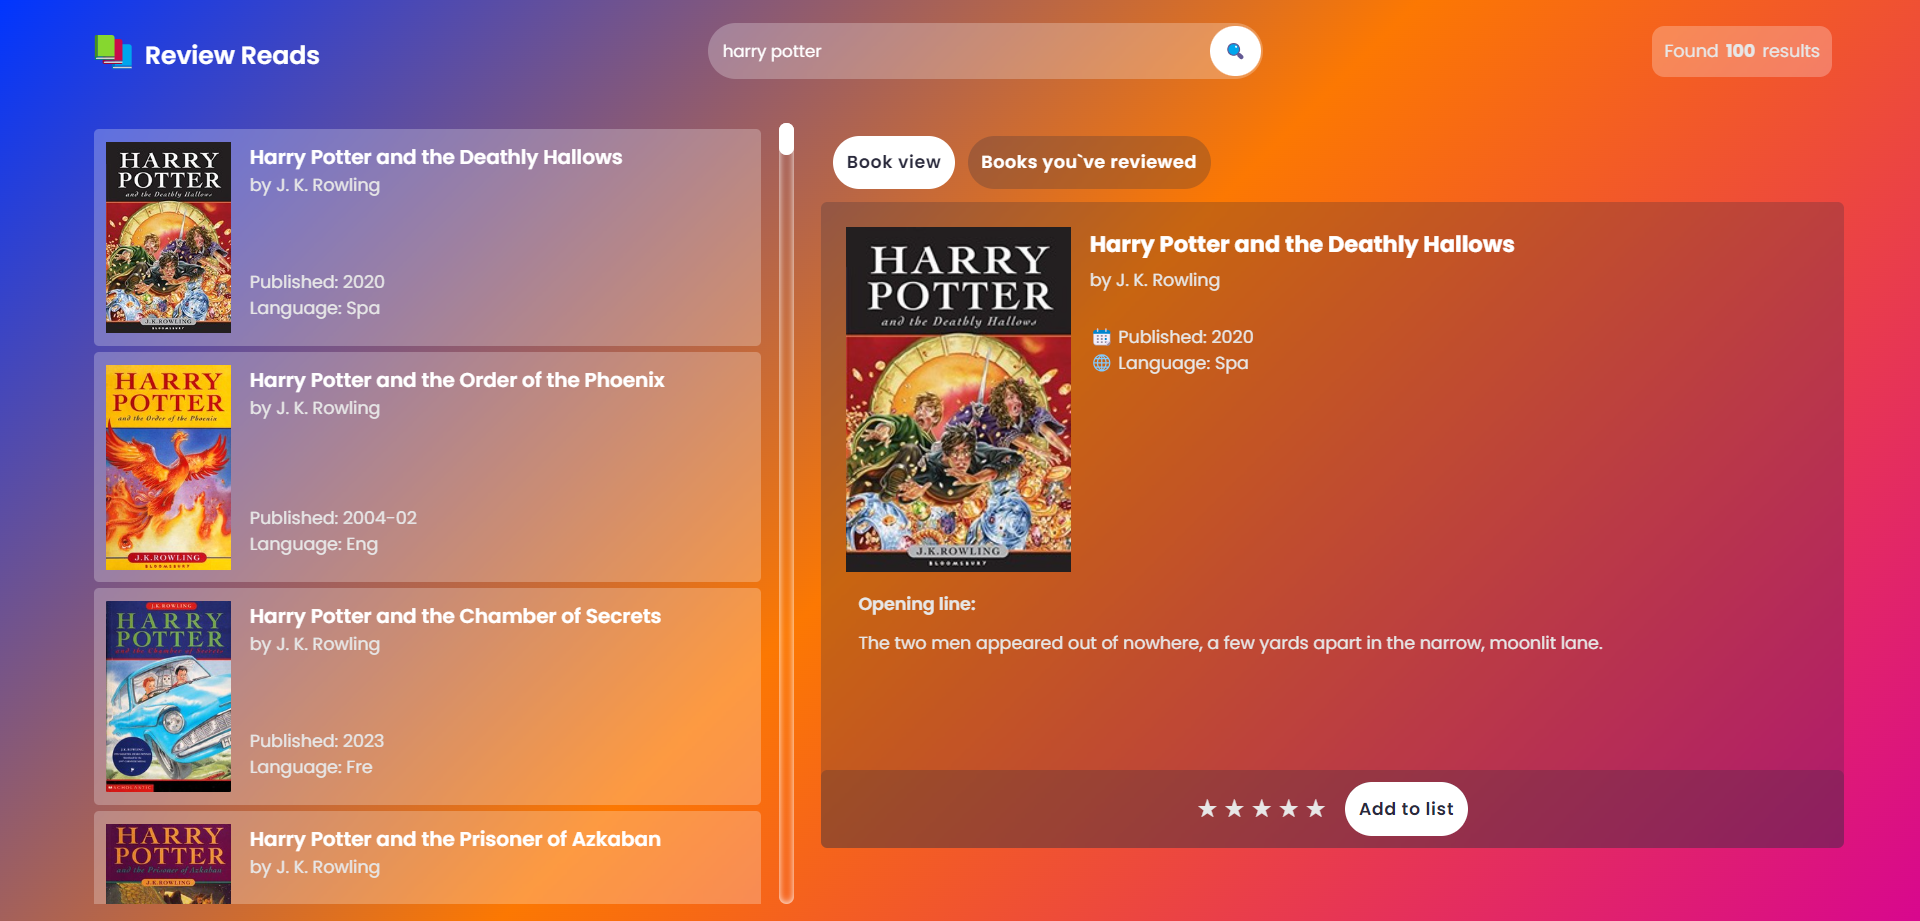 Review Reads
harry potter
Found 100 results
HARRY
POTTER
and the Deathly Hallows
J.K.ROWLING
BLOOMSBURY
Harry Potter and the Deathly Hallows
by J. K. Rowling
Published: 2020
Language: Spa
HARRY
POTTER
and the Order of the Phoenix
J.K.ROWLING
BLOOMSBURY
Harry Potter and the Order of the Phoenix
by J. K. Rowling
Published: 2004-02
Language: Eng
J.K.ROWLING
HARRY
POTTER
and the Chamber of Secrets
SCHOLASTIC
Harry Potter and the Chamber of Secrets
by J. K. Rowling
Published: 2023
Language: Fre
HARRY
POTTER
and the Prisoner of Azkaban
J.K.ROWLING
Harry Potter and the Prisoner of Azkaban
by J. K. Rowling
Book view
Books you`ve reviewed
HARRY
POTTER
and the Deathly Hallows
J.K.ROWLING
BLOOMSBURY
Harry Potter and the Deathly Hallows
by J. K. Rowling
Published: 2020
Language: Spa
Opening line:
The two men appeared out of nowhere, a few yards apart in the narrow, moonlit lane.
Add to list